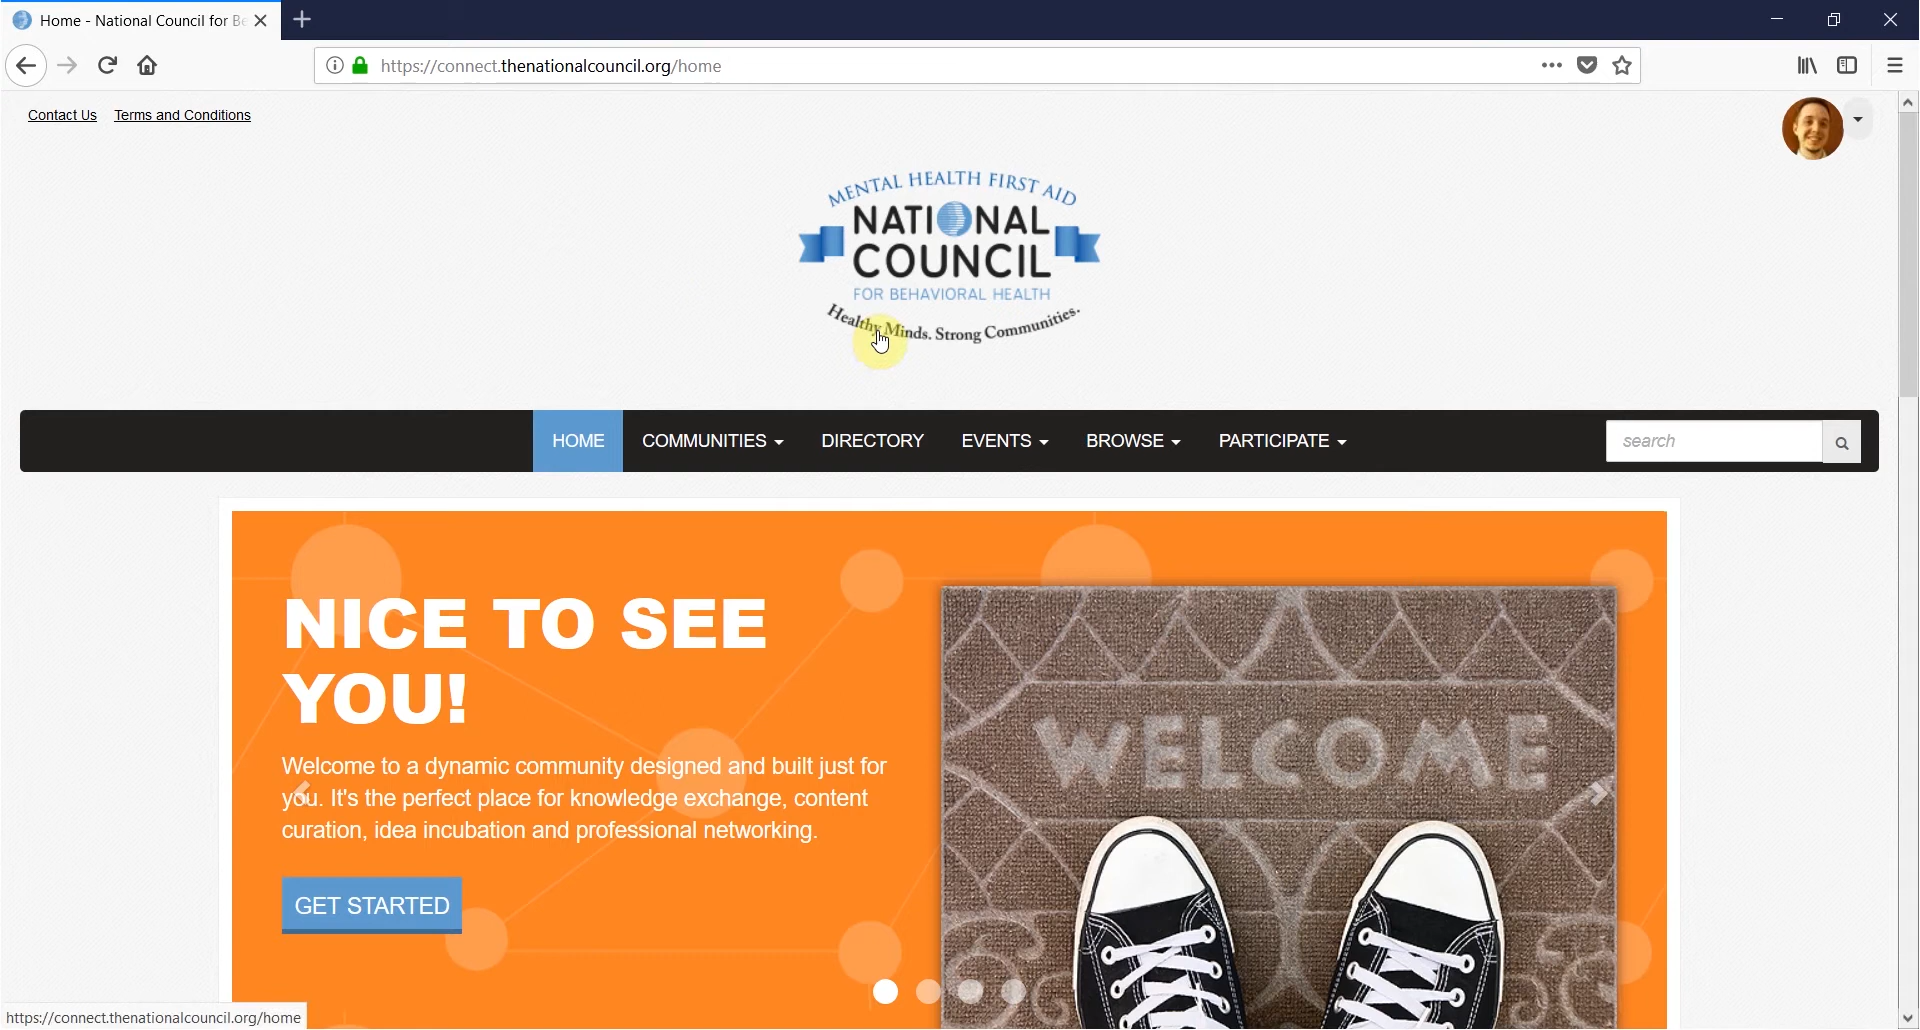 Home - National Council for Be
https://connect.thenationalcouncil.org/home
Contact Us Terms and Conditions
MENTAL HEALTH FIRST AID
NATIONAL
COUNCIL
FOR BEHAVIORAL HEALTH
Healthy Minds. Strong Communities.
HOME COMMUNITIES DIRECTORY EVENTS BROWSE PARTICIPATE search
NICE TO SEE
YOU!
Welcome to a dynamic community designed and built just for
you. It's the perfect place for knowledge exchange, content
curation, idea incubation and professional networking.
GET STARTED
WELCOME
https://connect.thenationalcouncil.org/home